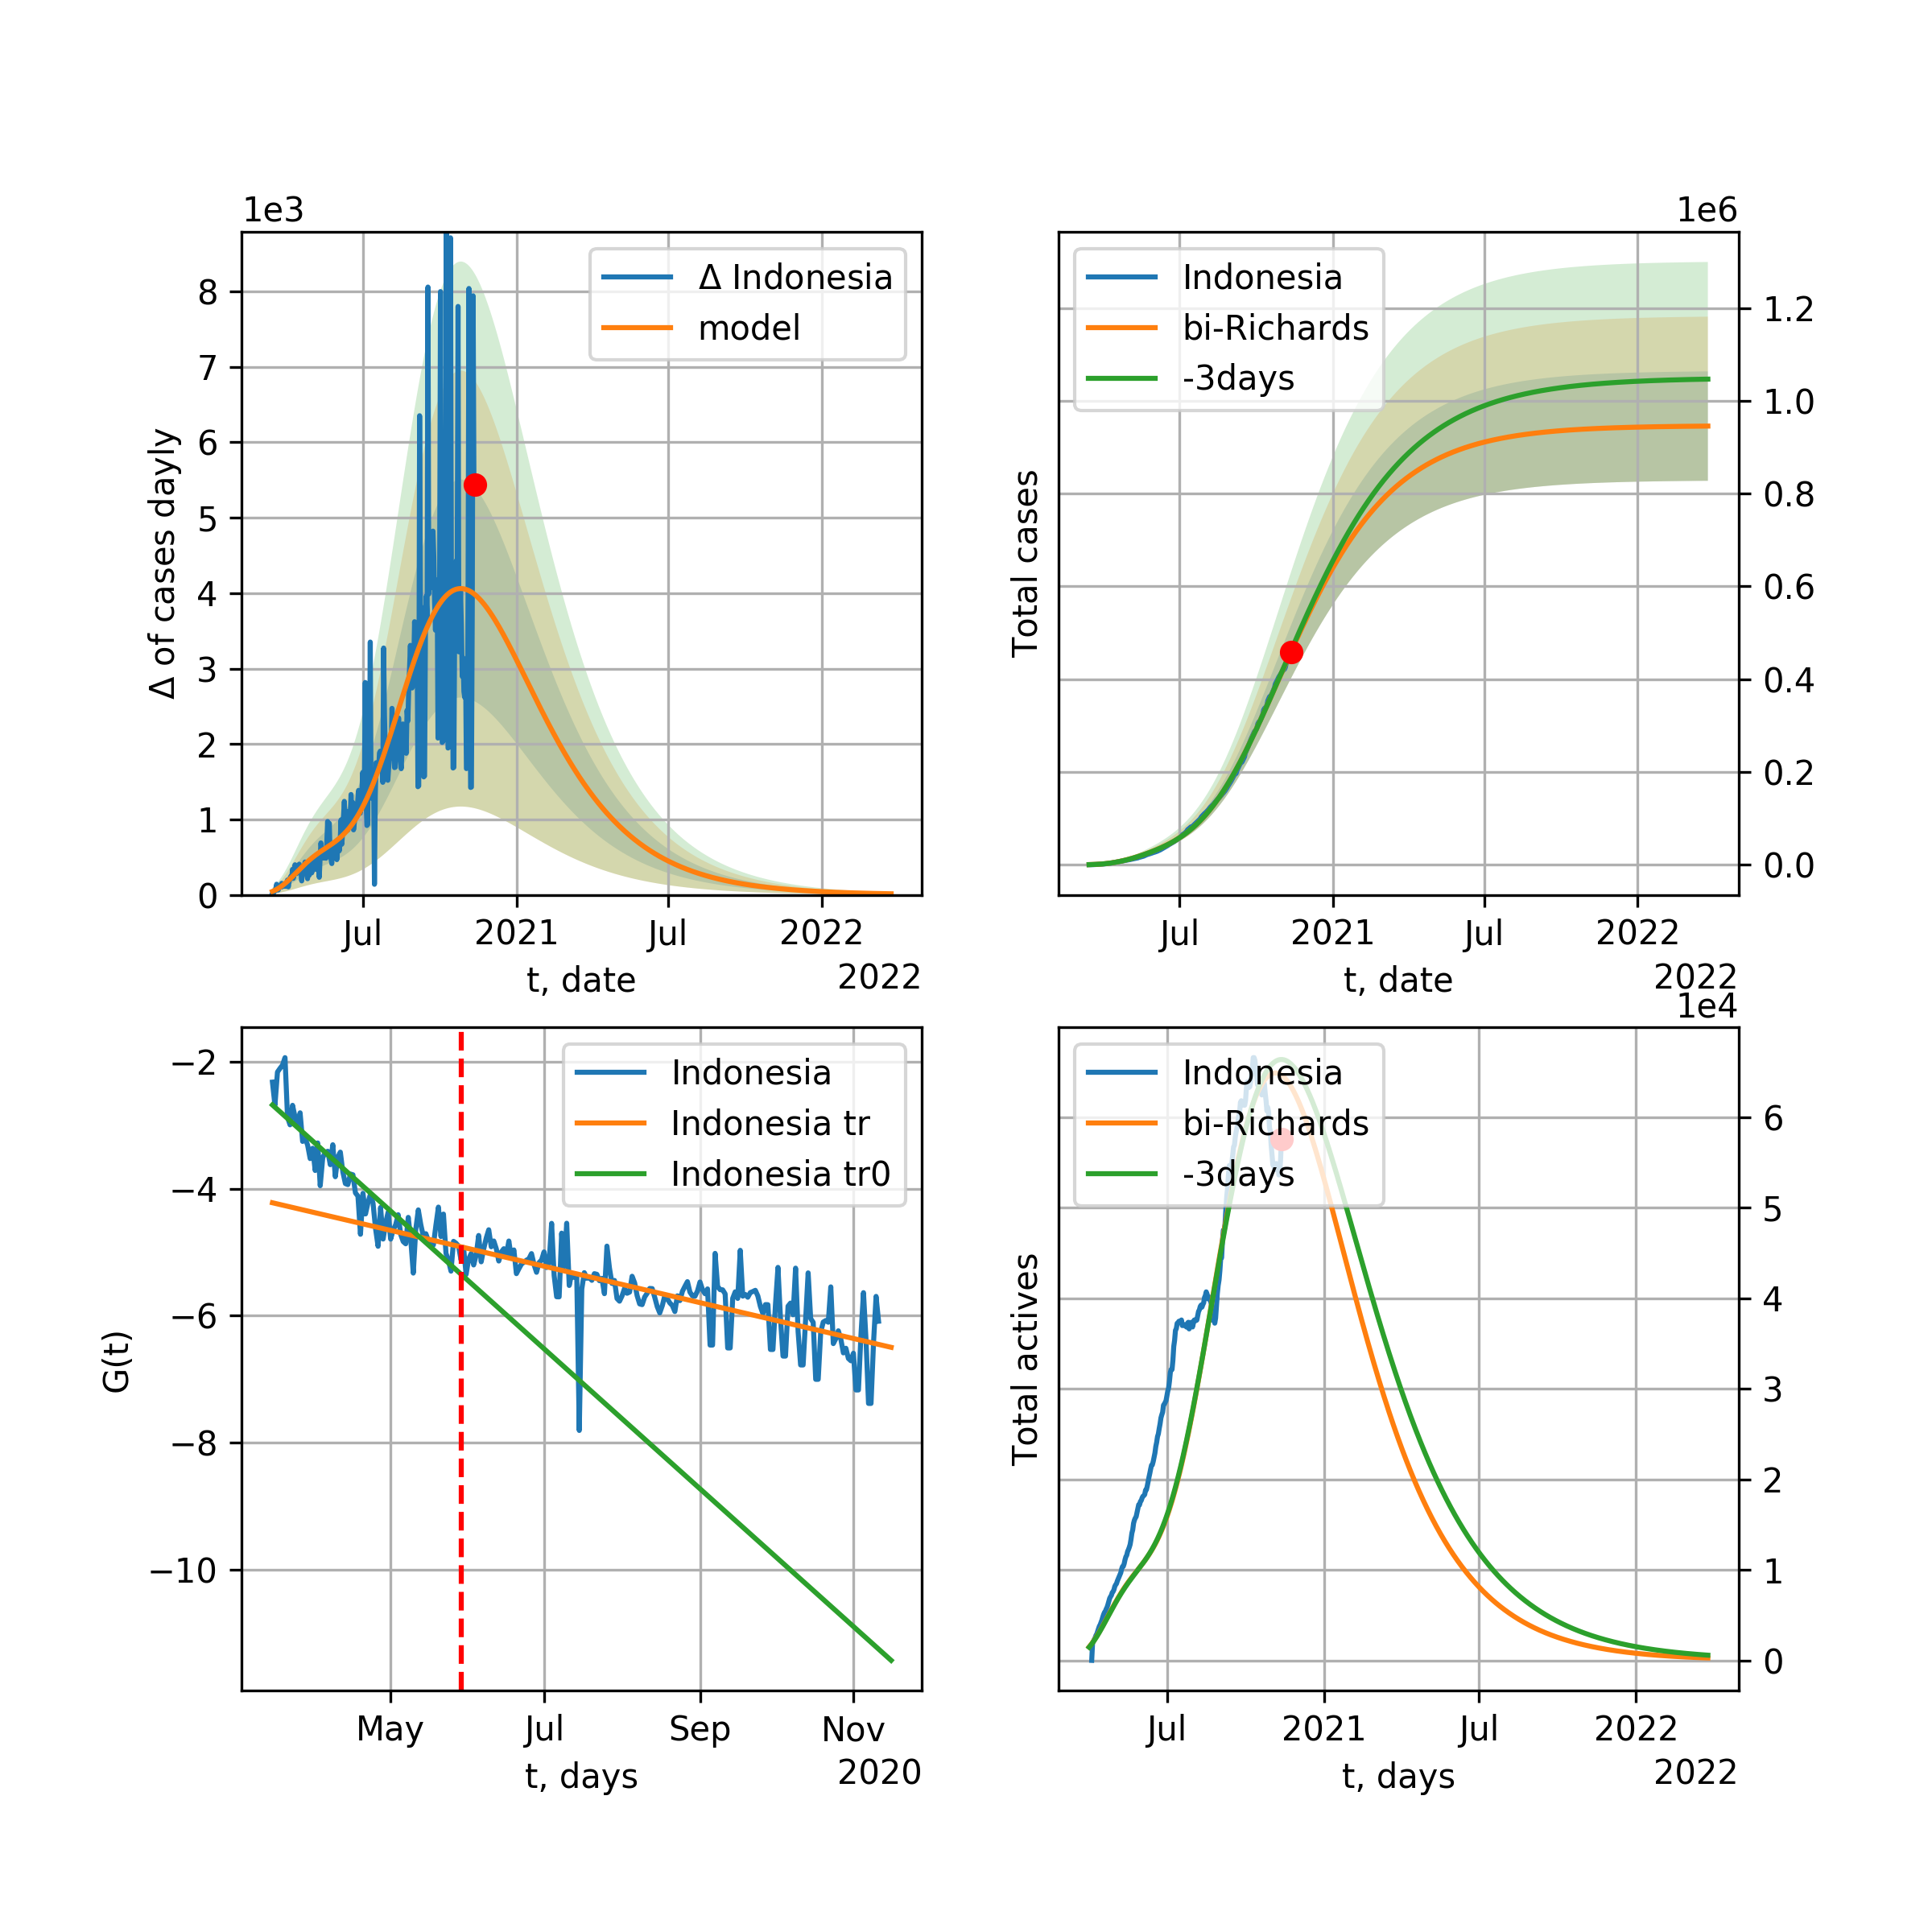 1e3
Δ of cases dayly
8
7
6
5
4
3
2
1
0
Δ Indonesia
model
Jul 2021 Jul 2022
t, date
2022
1e6
Total cases
Indonesia
bi-Richards
-3days
1.2
1.0
0.8
0.6
0.4
0.2
0.0
Jul 2021 Jul 2022
t, date
2022
G(t)
−2
−4
−6
−8
−10
Indonesia
Indonesia tr
Indonesia tr0
May Jul Sep Nov
t, days
2020
1e4
Total actives
Indonesia
bi-Richards
-3days
6
5
4
3
2
1
0
Jul 2021 Jul 2022
t, days
2022